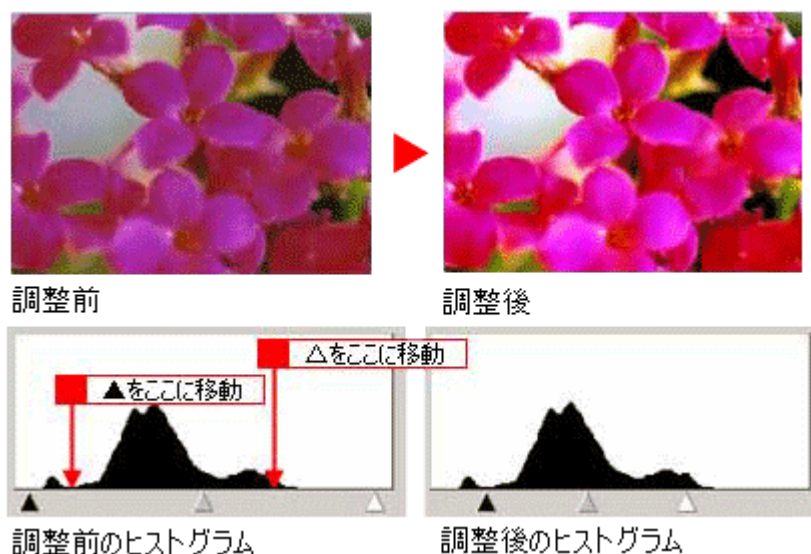 調整前
調整後
△をここに移動
▲をここに移動
調整前のヒストグラム
調整後のヒストグラム